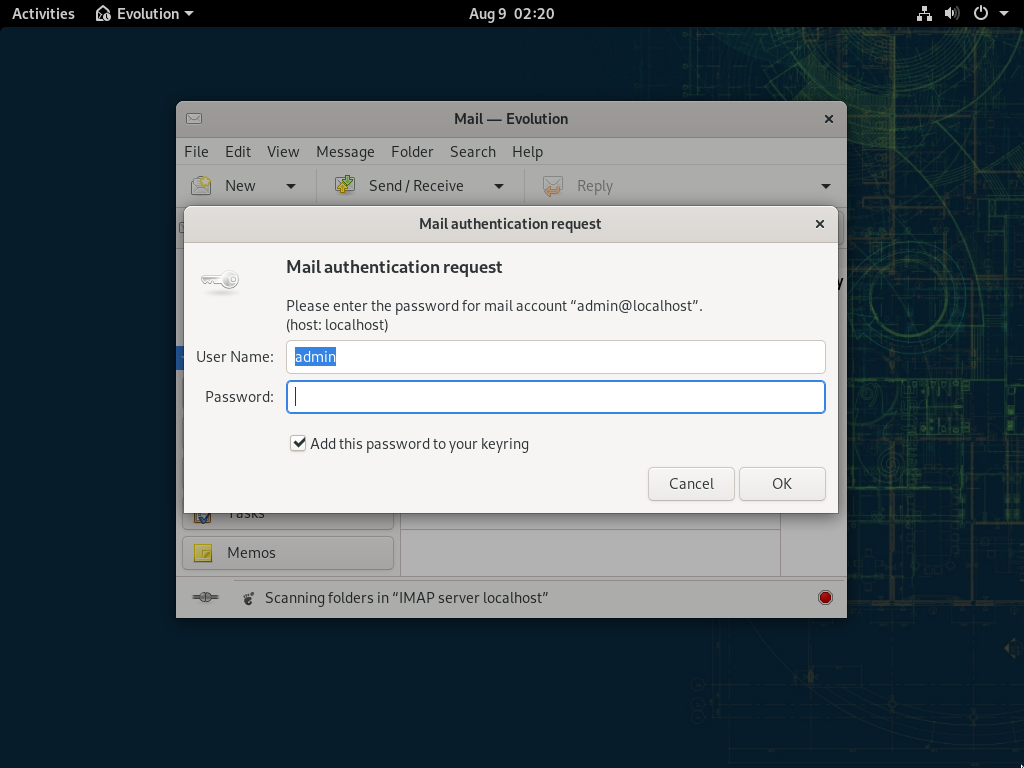 Activities Evolution Aug 9 02:20
Mail — Evolution
File Edit View Message Folder Search Help
New Send / Receive Reply
Mail authentication request
Mail authentication request
Please enter the password for mail account “admin@localhost”.
(host: localhost)
User Name: admin
Password:
Add this password to your keyring
Cancel OK
Tasks
Memos
Scanning folders in “IMAP server localhost”